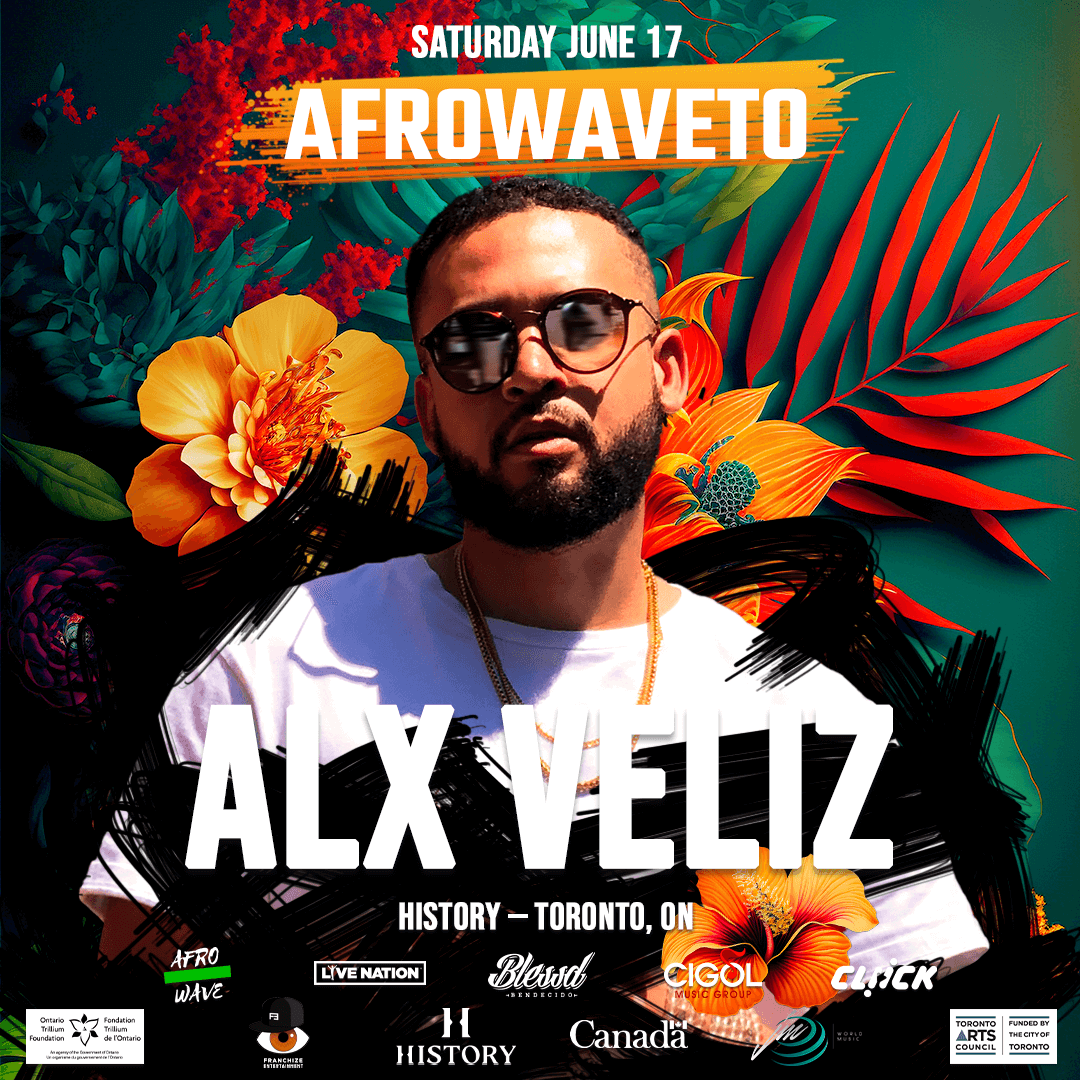 SATURDAY JUNE 17
AFROWAVETO
ALX VELIZ
HISTORY – TORONTO, ON
AFRO
WAVE
LIVE NATION
Blessd
BENDECIDO
CIGOL
MUSIC GROUP
CLICK
Ontario
Trillium
Foundation
Fondation
Trillium
de l'Ontario
An agency of the Government of Ontario
Un organisme du gouvernement de l'Ontario
FRANCHIZE
ENTERTAINMENT
H
HISTORY
Canada
WORLD
MUSIC
TORONTO
ARTS
COUNCIL
FUNDED BY
THE CITY OF
TORONTO